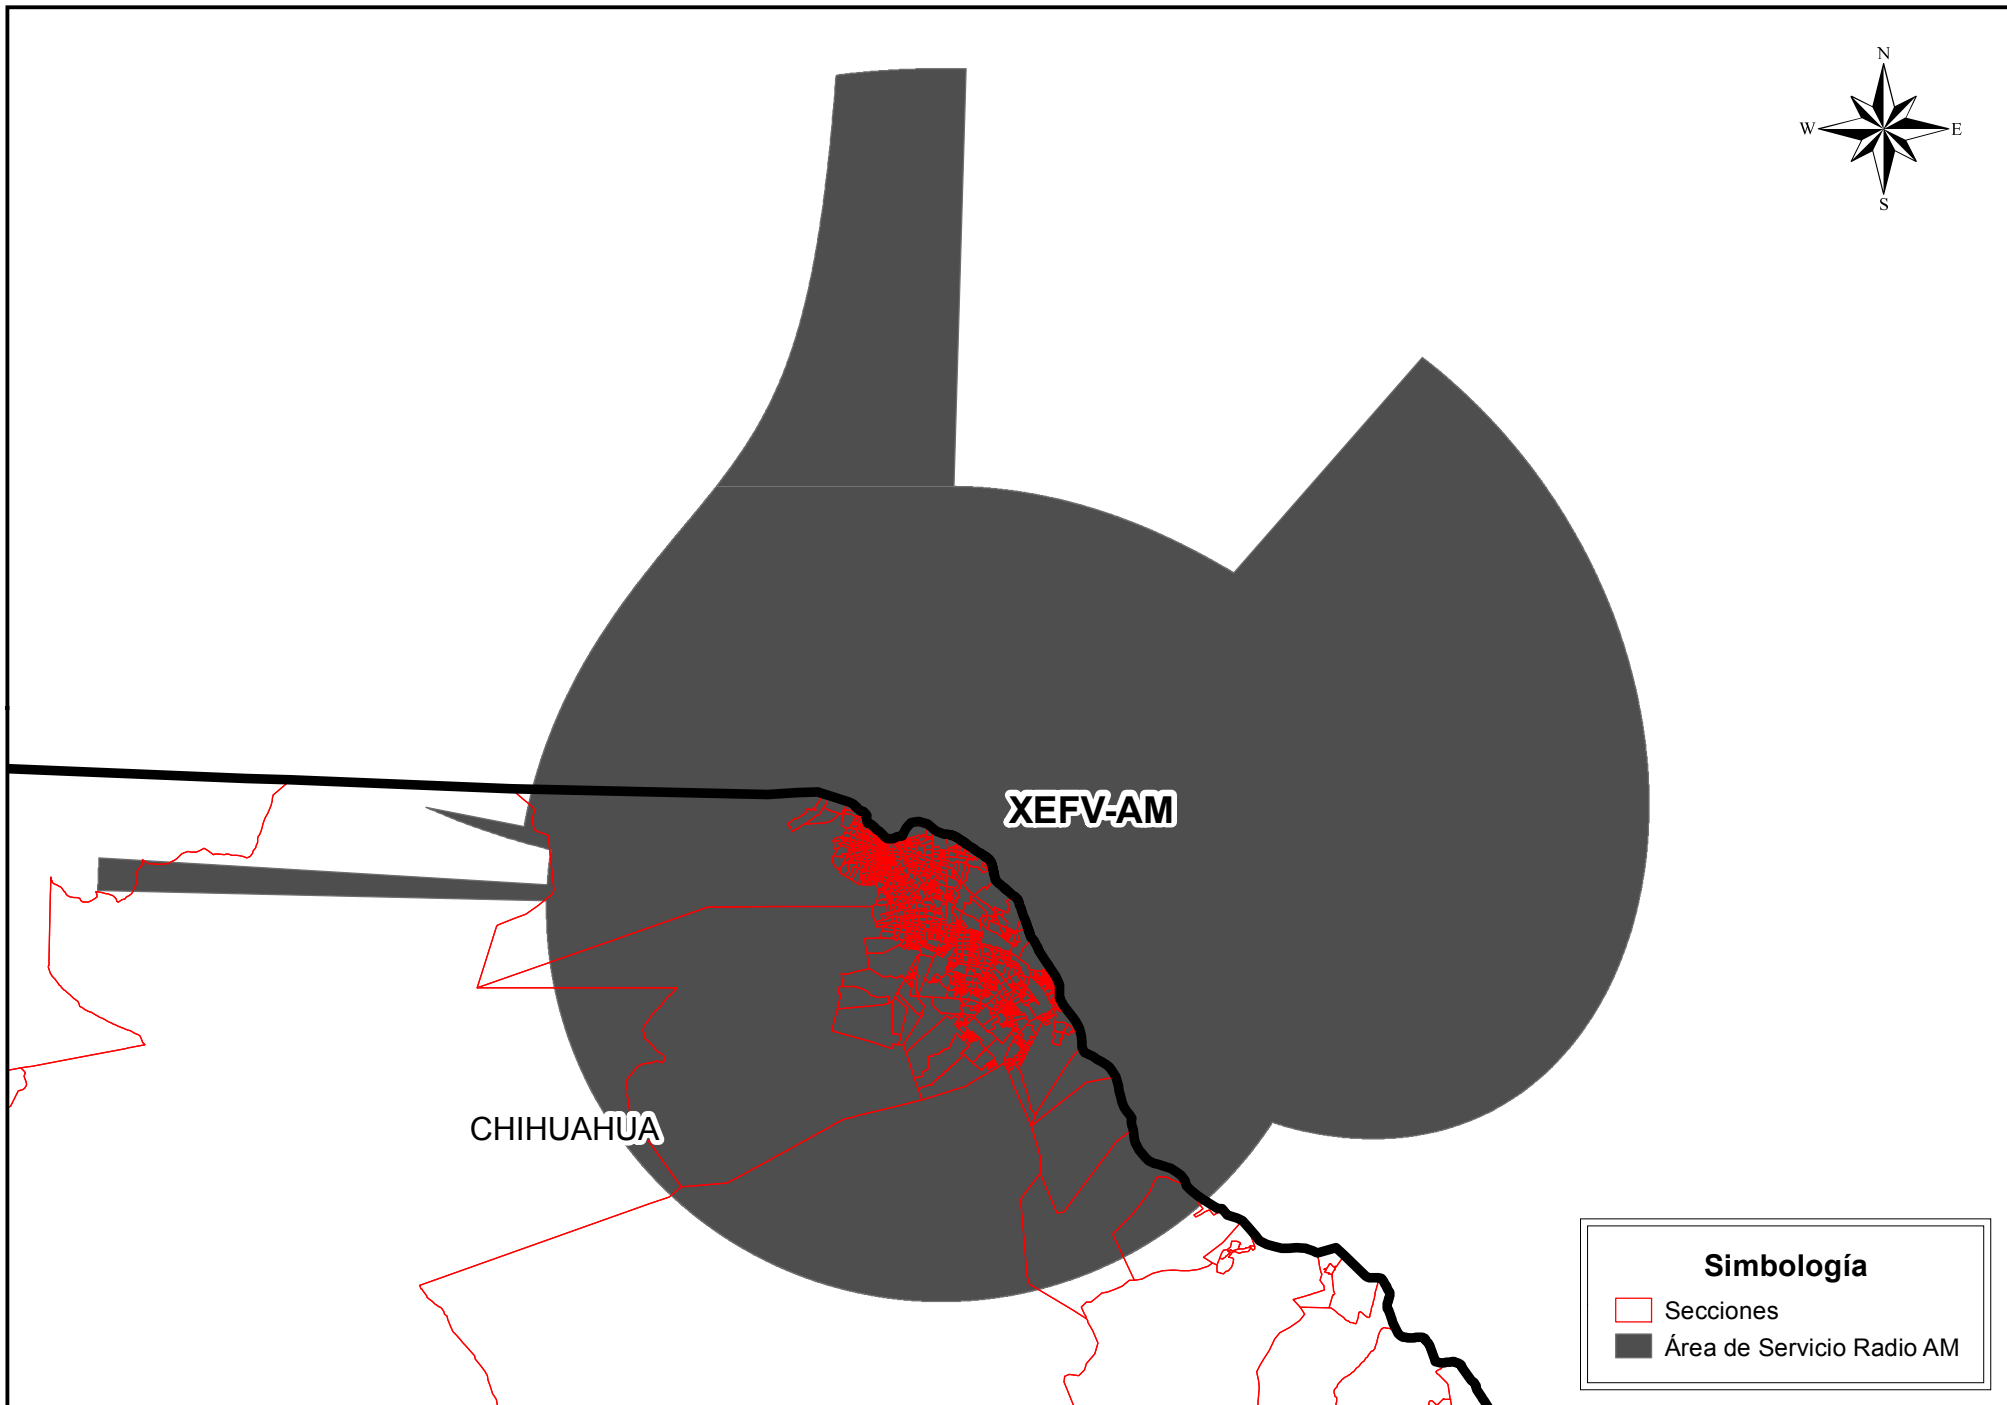 N
W E
S
XEFV-AM
CHIHUAHUA
Simbología
Secciones
Área de Servicio Radio AM